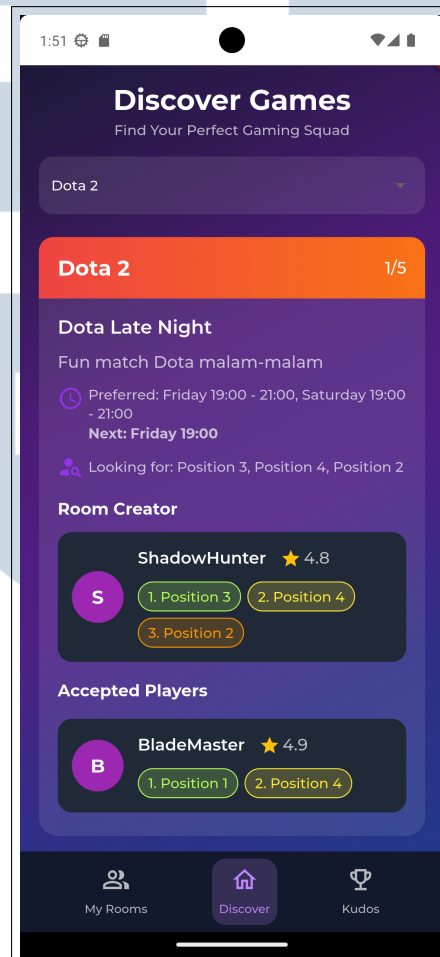 1:51
Discover Games
Find Your Perfect Gaming Squad
Dota 2
Dota 2
1/5
Dota Late Night
Fun match Dota malam-malam
Preferred: Friday 19:00 - 21:00, Saturday 19:00
- 21:00
Next: Friday 19:00
Looking for: Position 3, Position 4, Position 2
Room Creator
ShadowHunter 4.8
S
1. Position 3 2. Position 4
3. Position 2
Accepted Players
BladeMaster 4.9
B
1. Position 1 2. Position 4
My Rooms Discover Kudos